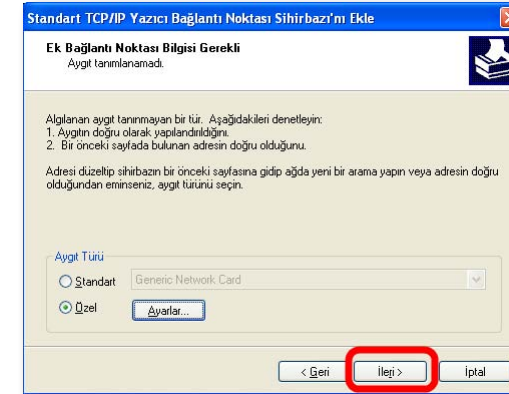 Standart TCP/IP Yazıcı Bağlantı Noktası Sihirbazı'nı Ekle
Ek Bağlantı Noktası Bilgisi Gerekli
Aygıt tanımlanamadı.
Algılanan aygıt tanınmayan bir tür. Aşağıdakileri denetleyin:
1. Aygıtın doğru olarak yapılandırıldığını.
2. Bir önceki sayfada bulunan adresin doğru olduğunu.
Adresi düzeltip sihirbazın bir önceki sayfasına gidip ağda yeni bir arama yapın veya adresin doğru
olduğundan eminseniz, aygıt türünü seçin.
Aygıt Türü
Standart Generic Network Card
Özel Ayarlar...
< Geri İleri > İptal